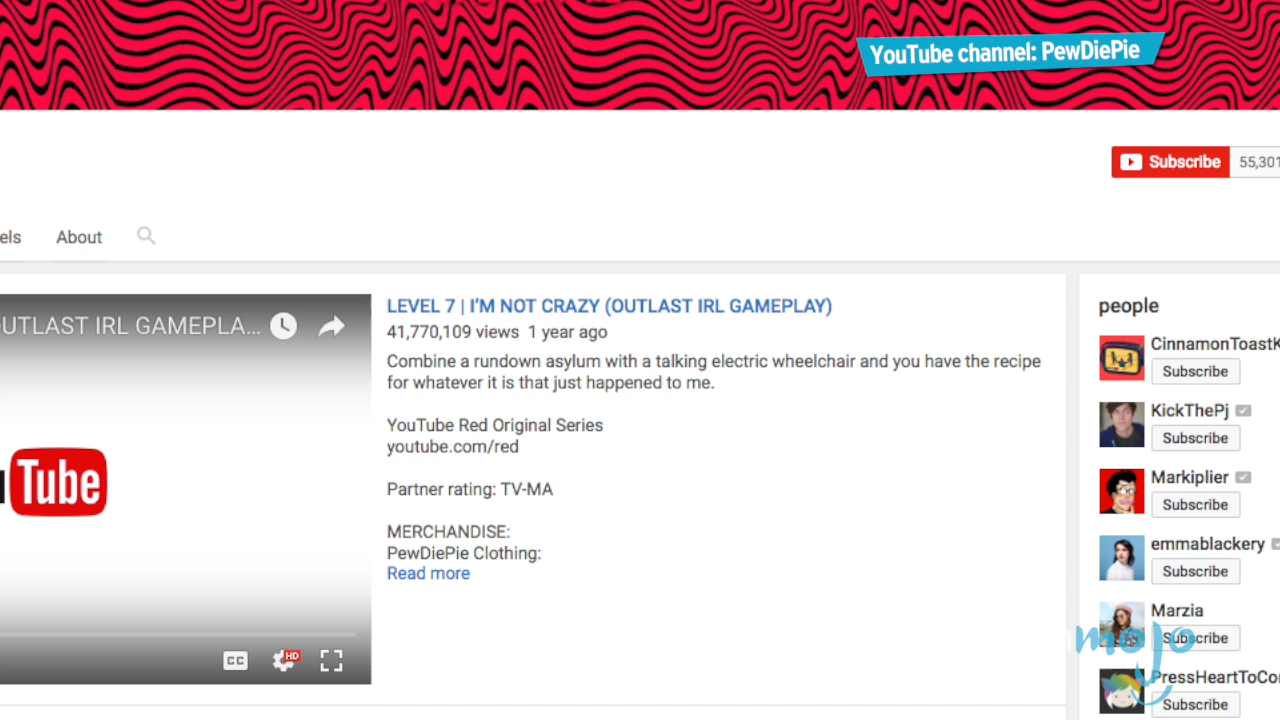 YouTube channel: PewDiePie
Subscribe 55,301
els About
OUTLAST IRL GAMEPLA...
LEVEL 7 | I'M NOT CRAZY (OUTLAST IRL GAMEPLAY)
41,770,109 views 1 year ago
Combine a rundown asylum with a talking electric wheelchair and you have the recipe
for whatever it is that just happened to me.
YouTube Red Original Series
youtube.com/red
Partner rating: TV-MA
MERCHANDISE:
PewDiePie Clothing:
Read more
Tube
CC HD
people
CinnamonToastK
Subscribe
KickThePj
Subscribe
Markiplier
Subscribe
emmablackery
Subscribe
Marzia
Subscribe
PressHeartToCon
Subscribe
mojo